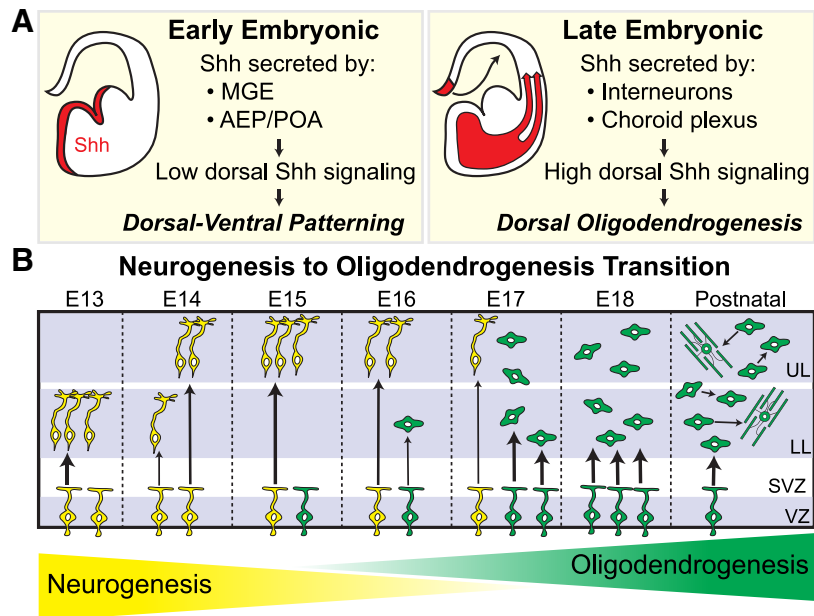 A
Early Embryonic
Shh secreted by:
• MGE
• AEP/POA
Low dorsal Shh signaling
Dorsal-Ventral Patterning
Shh
Late Embryonic
Shh secreted by:
• Interneurons
• Choroid plexus
High dorsal Shh signaling
Dorsal Oligodendrogenesis
B
Neurogenesis to Oligodendrogenesis Transition
E13 E14 E15 E16 E17 E18 Postnatal
UL
LL
SVZ
VZ
Neurogenesis
Oligodendrogenesis